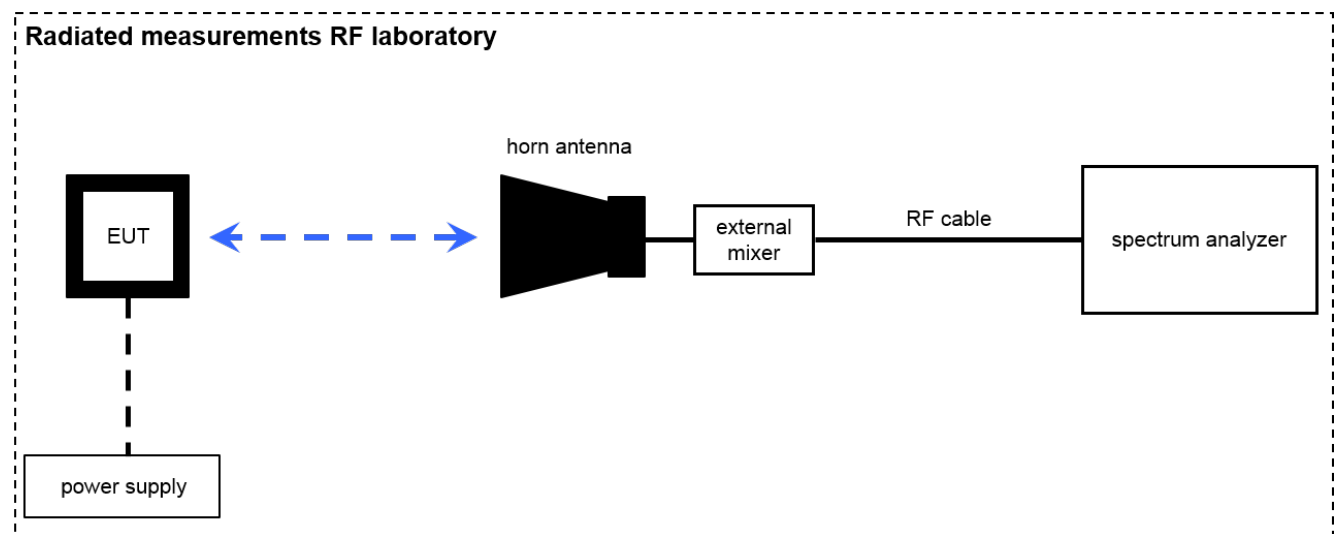 Radiated measurements RF laboratory
horn antenna
EUT
external
mixer
RF cable
spectrum analyzer
power supply